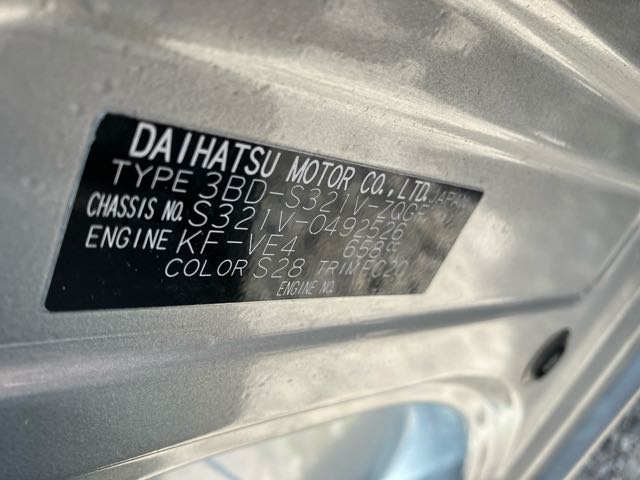 DAIHATSU MOTOR CO., LTD. JAPAN
TYPE 3BD-S321V-ZQGF
CHASSIS NO. S321V-0492526
ENGINE KF-VE4 658cc
COLOR S28 TRIM FC20
ENGINE NO.